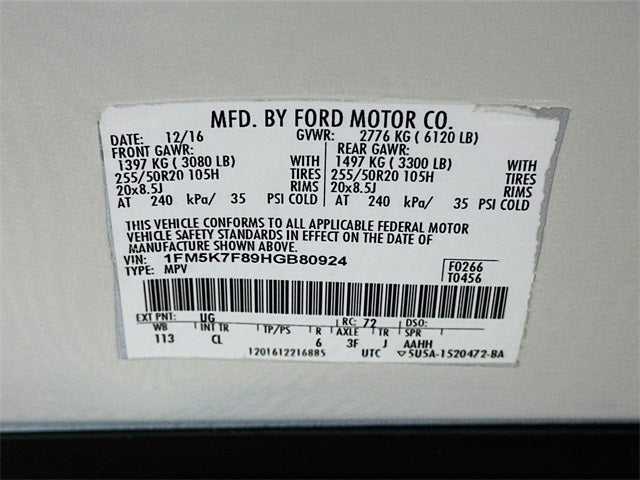 MFD. BY FORD MOTOR CO.
DATE: 12/16 GVWR: 2776 KG ( 6120 LB)
FRONT GAWR: REAR GAWR:
1397 KG ( 3080 LB) WITH 1497 KG ( 3300 LB) WITH
255/50R20 105H TIRES 255/50R20 105H TIRES
20x8.5J RIMS 20x8.5J RIMS
AT 240 kPa/ 35 PSI COLD AT 240 kPa/ 35 PSI COLD
THIS VEHICLE CONFORMS TO ALL APPLICABLE FEDERAL MOTOR
VEHICLE SAFETY STANDARDS IN EFFECT ON THE DATE OF
MANUFACTURE SHOWN ABOVE.
VIN: 1FM5K7F89HGB80924 F0266
TYPE: MPV T0456
EXT PNT: UG RC: 72 DSO:
WB INT TR TP/PS R AXLE TR SPR
113 CL 6 3F J AAHH
1201612216885 UTC ▽5U5A-1520472-BA